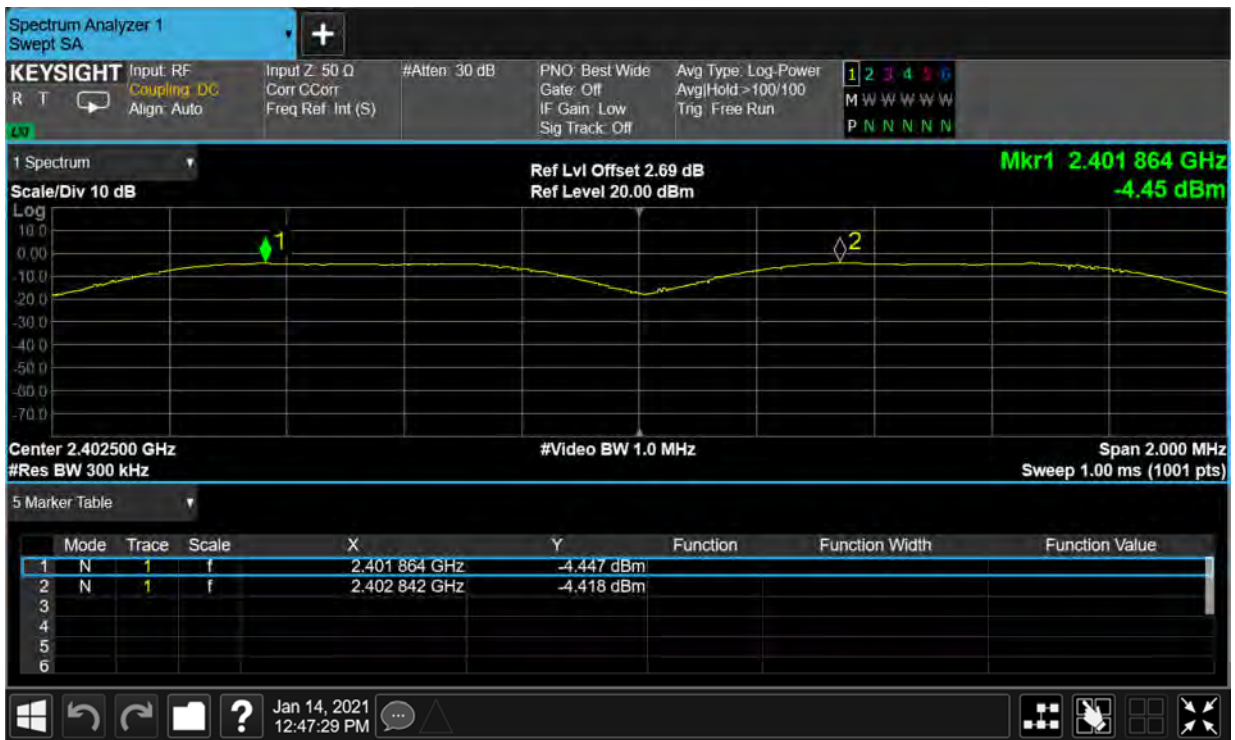 Spectrum Analyzer 1
Swept SA
+
KEYSIGHT Input: RF Input Z: 50 Ω #Atten: 30 dB PNO: Best Wide Avg Type: Log-Power 1 2 3 4 5 6
R T Coupling: DC Corr CCorr Gate: Off Avg|Hold:>100/100 M W W W W W
Align: Auto Freq Ref: Int (S) IF Gain: Low Trig: Free Run
LXI Sig Track: Off P N N N N N
1 Spectrum Ref Lvl Offset 2.69 dB Mkr1 2.401 864 GHz
Scale/Div 10 dB Ref Level 20.00 dBm -4.45 dBm
Log
10.0
0.00
-10.0
-20.0
-30.0
-40.0
-50.0
-60.0
-70.0
1
2
Center 2.402500 GHz #Video BW 1.0 MHz Span 2.000 MHz
#Res BW 300 kHz Sweep 1.00 ms (1001 pts)
5 Marker Table
Mode Trace Scale X Y Function Function Width Function Value
1 N 1 f 2.401 864 GHz -4.447 dBm
2 N 1 f 2.402 842 GHz -4.418 dBm
3
4
5
6
? Jan 14, 2021
12:47:29 PM